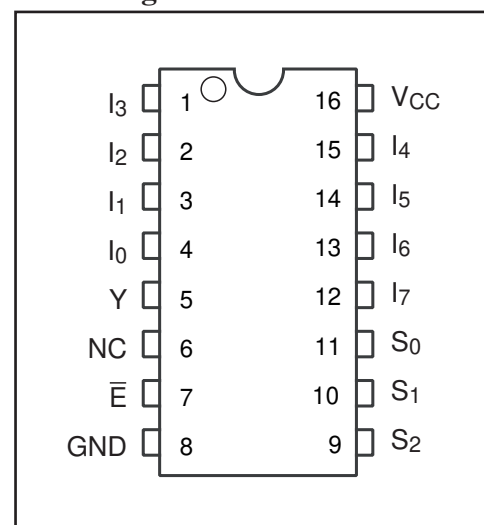 I3 1 16 VCC
I2 2 15 I4
I1 3 14 I5
I0 4 13 I6
Y 5 12 I7
NC 6 11 S0
E̅ 7 10 S1
GND 8 9 S2